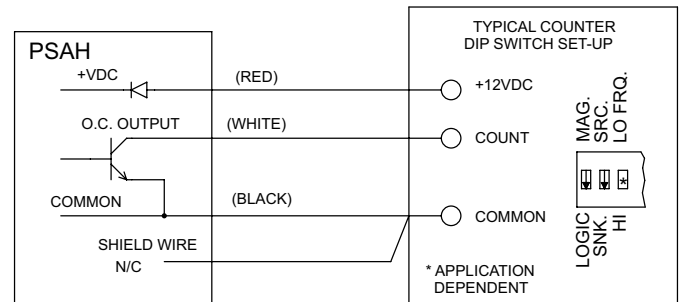 PSAH
+VDC
(RED)
O.C. OUTPUT
(WHITE)
COMMON
(BLACK)
SHIELD WIRE
N/C
TYPICAL COUNTER
DIP SWITCH SET-UP
+12VDC
COUNT
COMMON
MAG.
SRC.
LO FRQ.
*
LOGIC
SNK.
HI
* APPLICATION
DEPENDENT